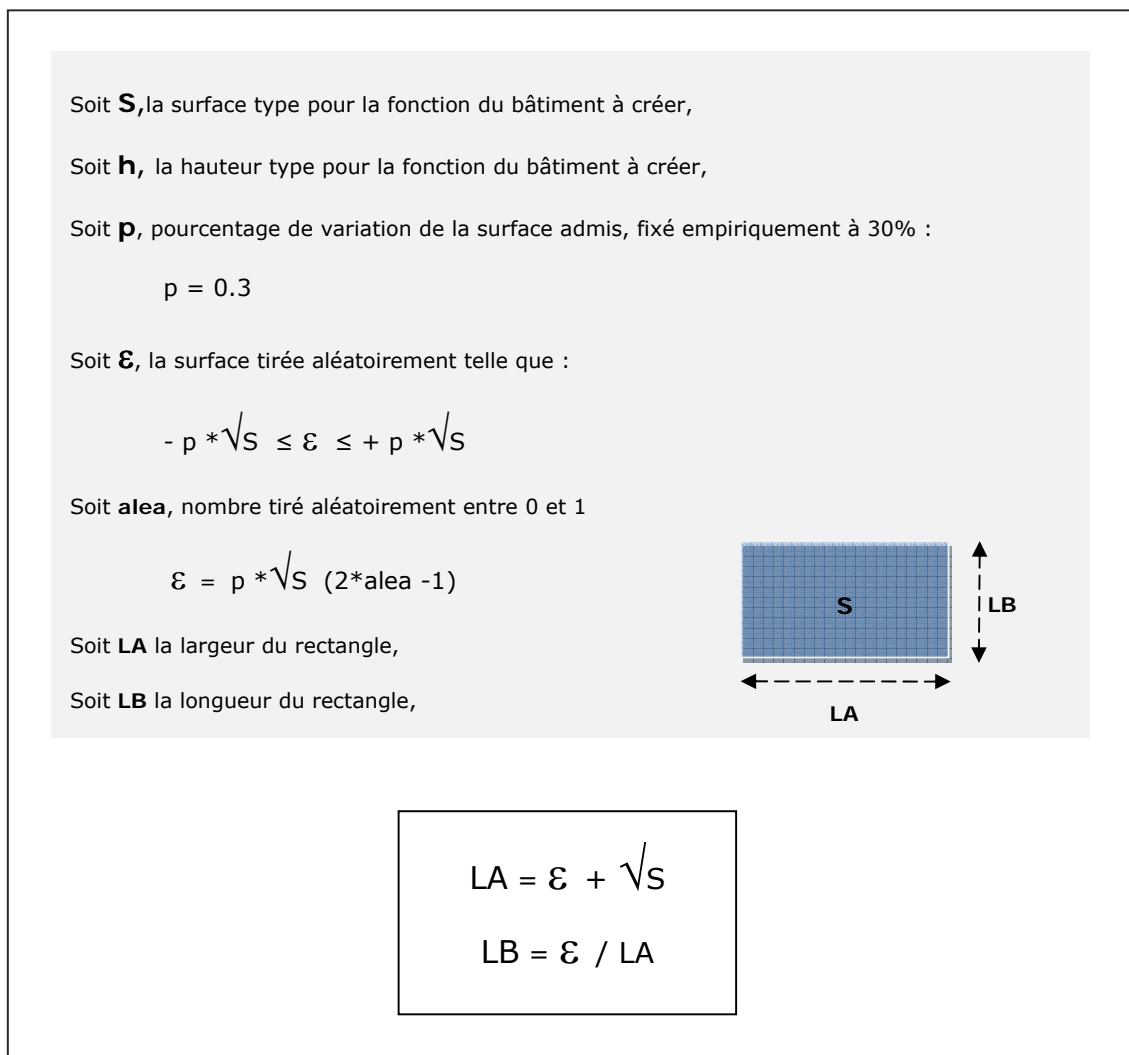 Soit S,la surface type pour la fonction du bâtiment à créer,
Soit h, la hauteur type pour la fonction du bâtiment à créer,
Soit p, pourcentage de variation de la surface admis, fixé empiriquement à 30% :
p = 0.3
Soit ε, la surface tirée aléatoirement telle que :
- p *√S ≤ ε ≤ + p *√S
Soit alea, nombre tiré aléatoirement entre 0 et 1
ε = p *√S (2*alea -1)
Soit LA la largeur du rectangle,
Soit LB la longueur du rectangle,
S
LB
LA
LA = ε + √S
LB = ε / LA